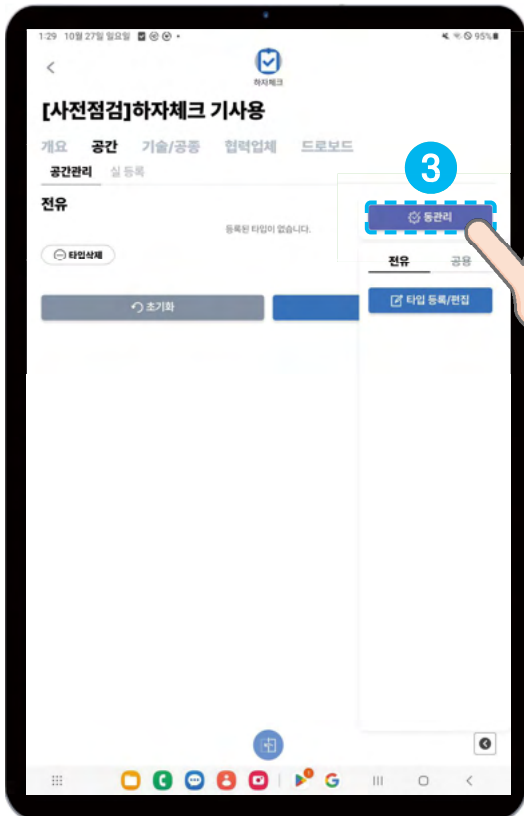 1:29 10월 27일 일요일
95%
하자체크
[사전점검]하자체크 기사용
개요 공간 기술/공종 협력업체 드로보드
공간관리 실 등록
3
전유
동관리
등록된 타입이 없습니다.
타입삭제
전유 공용
초기화
타입 등록/편집